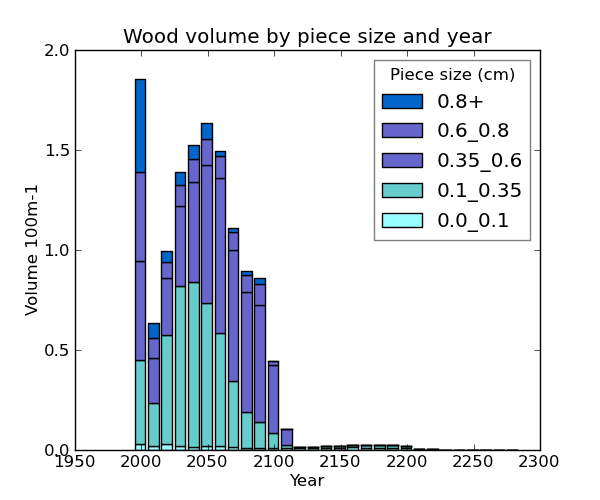 Wood volume by piece size and year
2.0
1.5
1.0
0.5
0.0
Volume 100m-1
Piece size (cm)
0.8+
0.6_0.8
0.35_0.6
0.1_0.35
0.0_0.1
1950 2000 2050 2100 2150 2200 2250 2300
Year